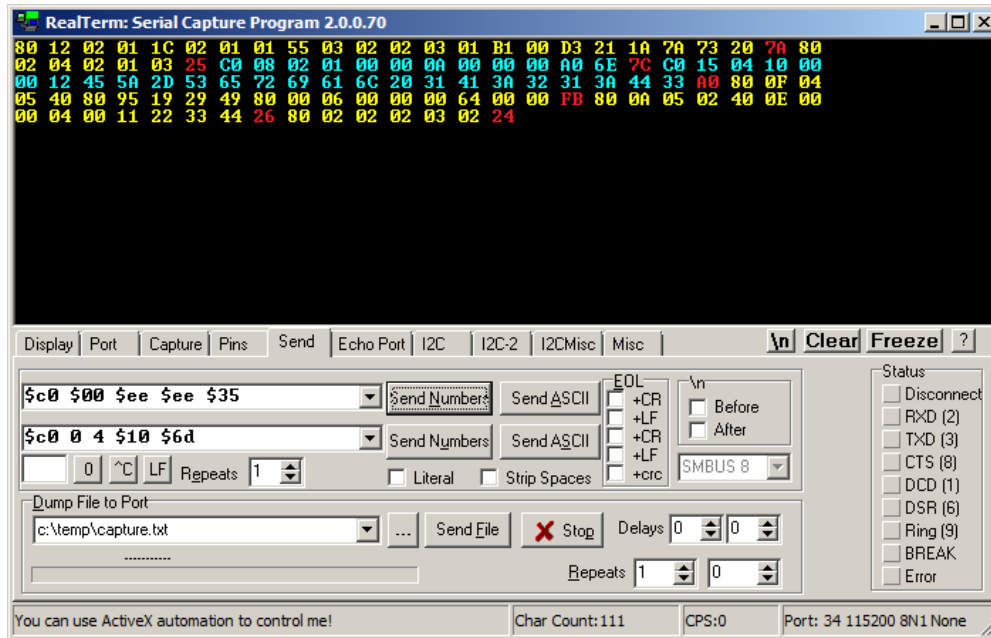 RealTerm: Serial Capture Program 2.0.0.70
80 12 02 01 1C 02 01 01 55 03 02 02 03 01 B1 00 D3 21 1A 7A 73 20 7A 80
02 04 02 01 03 25 C0 08 02 01 00 00 0A 00 00 00 A0 6E 7C C0 15 04 10 00
00 12 45 5A 2D 53 65 72 69 61 6C 20 31 41 3A 32 31 3A 44 33 A0 80 0F 04
05 40 80 95 19 29 49 80 00 06 00 00 00 64 00 00 FB 80 0A 05 02 40 0E 00
00 04 00 11 22 33 44 26 80 02 02 02 03 02 24
Display Port Capture Pins Send Echo Port I2C I2C-2 I2CMisc Misc \n Clear Freeze ?
$c0 $00 $ee $ee $35 Send Numbers Send ASCII
$c0 0 4 $10 $6d Send Numbers Send ASCII
0 ^C LF Repeats 1 Literal Strip Spaces
EOL
+CR
+LF
+CR
+LF
+crc
\n
Before
After
SMBUS 8
Dump File to Port
c:\temp\capture.txt ... Send File Stop Delays 0 0
-----------
Repeats 1 0
Status
Disconnect
RXD (2)
TXD (3)
CTS (8)
DCD (1)
DSR (6)
Ring (9)
BREAK
Error
You can use ActiveX automation to control me! Char Count:111 CPS:0 Port: 34 115200 8N1 None